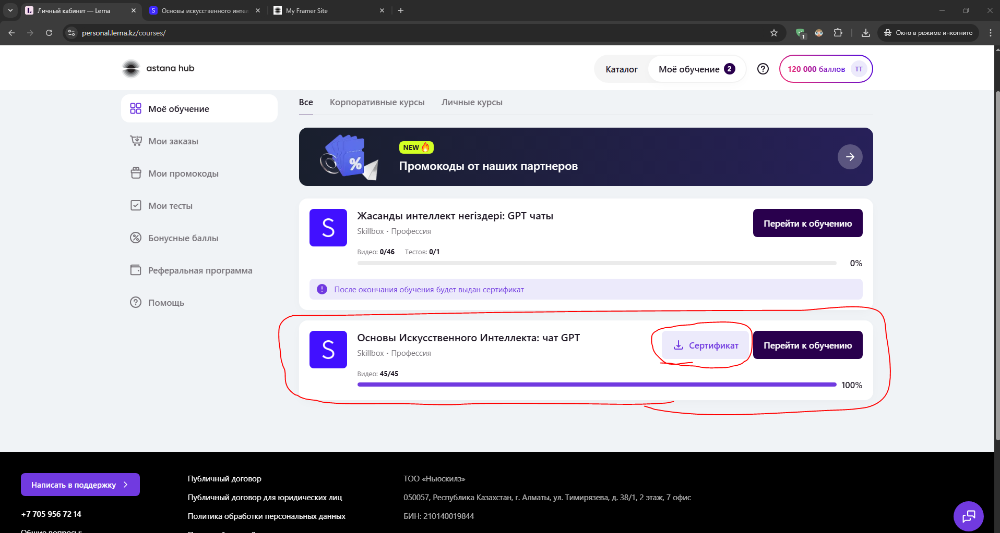 Личный кабинет — Lerna
Основы искусственного интел
My Framer Site
personal.lerna.kz/courses/
1
Окно в режиме инкогнито
astana hub
Каталог
Моё обучение 2
120 000 баллов ТТ
Моё обучение
Мои заказы
Мои промокоды
Мои тесты
Бонусные баллы
Реферальная программа
Помощь
Все
Корпоративные курсы
Личные курсы
NEW
%
Промокоды от наших партнеров
S
Жасанды интеллект негіздері: GPT чаты
Skillbox • Профессия
Перейти к обучению
Видео: 0/46 Тестов: 0/1
0%
После окончания обучения будет выдан сертификат
S
Основы Искусственного Интеллекта: чат GPT
Skillbox • Профессия
Сертификат
Перейти к обучению
Видео: 45/45
100%
Написать в поддержку
+7 705 956 72 14
Общие вопросы:
Публичный договор
Публичный договор для юридических лиц
Политика обработки персональных данных
ТОО «Ньюскилз»
050057, Республика Казахстан, г. Алматы, ул. Тимирязева, д. 38/1, 2 этаж, 7 офис
БИН: 210140019844